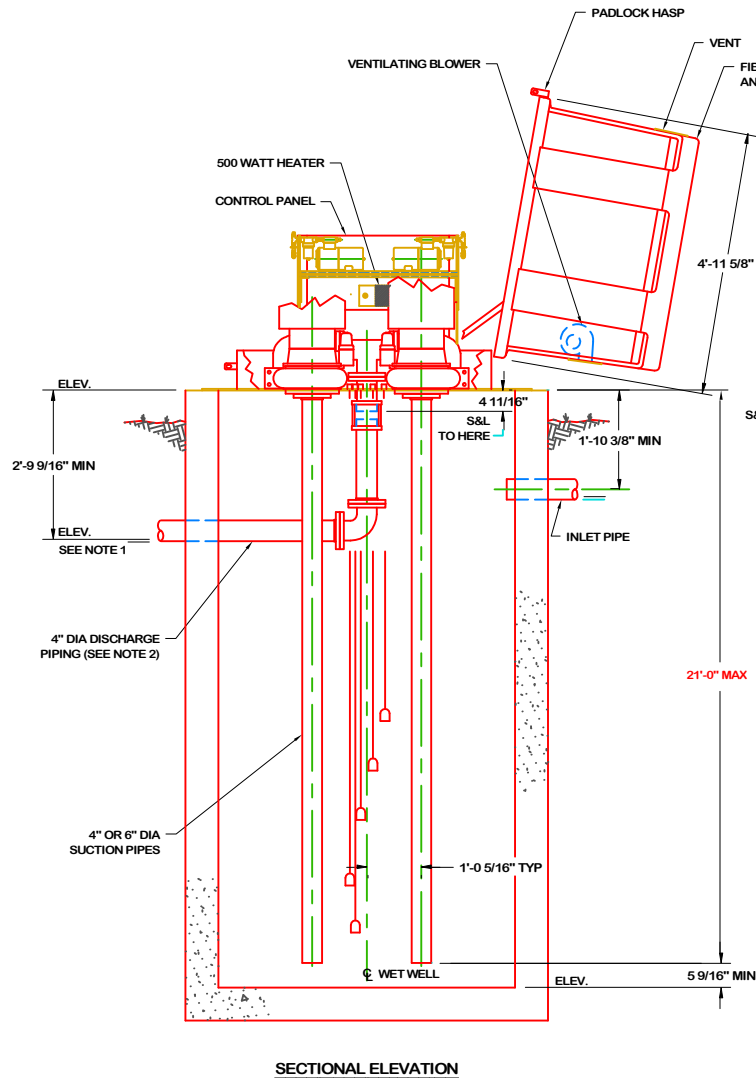 PADLOCK HASP
VENT
VENTILATING BLOWER
FIE
AN
500 WATT HEATER
CONTROL PANEL
4'-11 5/8"
ELEV.
4 11/16"
S&L
TO HERE
1'-10 3/8" MIN
S&
2'-9 9/16" MIN
ELEV.
SEE NOTE 1
INLET PIPE
4" DIA DISCHARGE
PIPING (SEE NOTE 2)
21'-0" MAX
4" OR 6" DIA
SUCTION PIPES
1'-0 5/16" TYP
℄ WET WELL
ELEV.
5 9/16" MIN
SECTIONAL ELEVATION